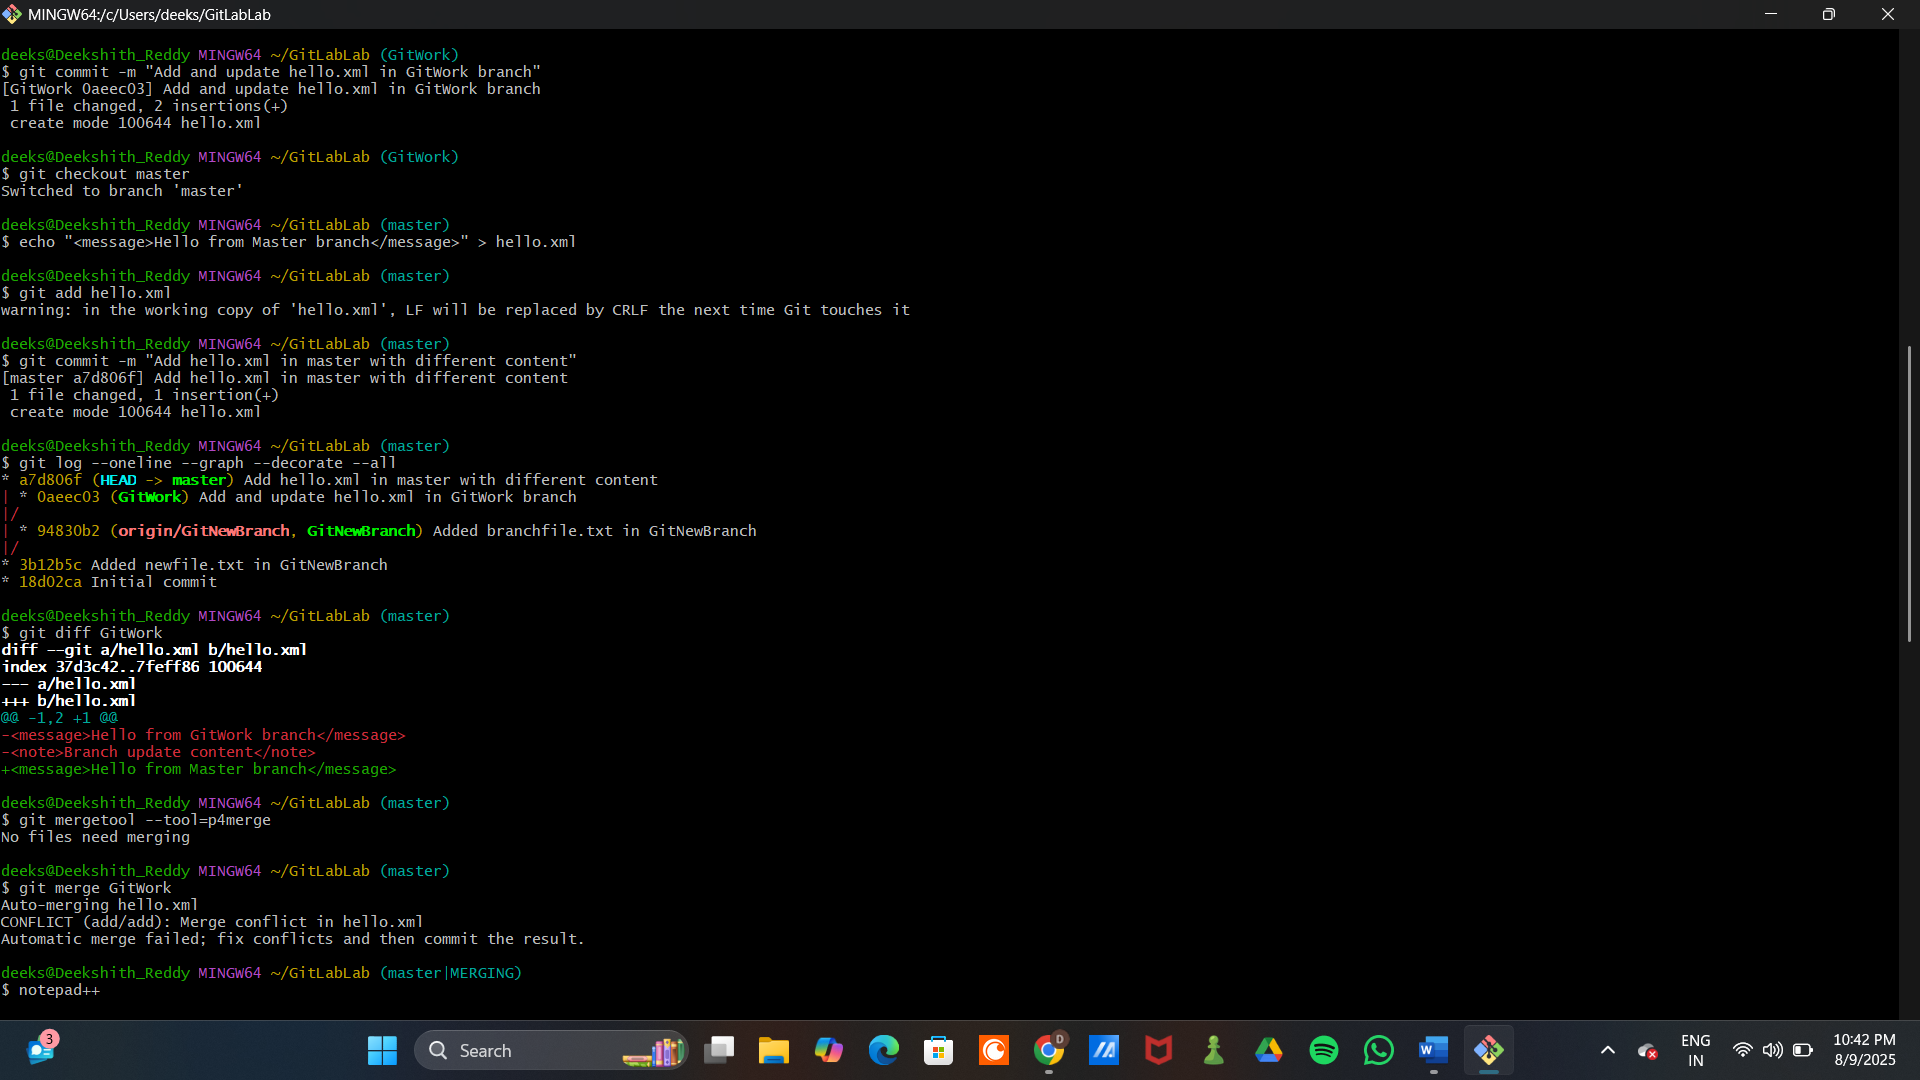 MINGW64:/c/Users/deeks/GitLabLab
deeks@Deekshith_Reddy MINGW64 ~/GitLabLab (GitWork)
$ git commit -m "Add and update hello.xml in GitWork branch"
[GitWork 0aeec03] Add and update hello.xml in GitWork branch
 1 file changed, 2 insertions(+)
 create mode 100644 hello.xml
deeks@Deekshith_Reddy MINGW64 ~/GitLabLab (GitWork)
$ git checkout master
Switched to branch 'master'
deeks@Deekshith_Reddy MINGW64 ~/GitLabLab (master)
$ echo "<message>Hello from Master branch</message>" > hello.xml
deeks@Deekshith_Reddy MINGW64 ~/GitLabLab (master)
$ git add hello.xml
warning: in the working copy of 'hello.xml', LF will be replaced by CRLF the next time Git touches it
deeks@Deekshith_Reddy MINGW64 ~/GitLabLab (master)
$ git commit -m "Add hello.xml in master with different content"
[master a7d806f] Add hello.xml in master with different content
 1 file changed, 1 insertion(+)
 create mode 100644 hello.xml
deeks@Deekshith_Reddy MINGW64 ~/GitLabLab (master)
$ git log --oneline --graph --decorate --all
* a7d806f (HEAD -> master) Add hello.xml in master with different content
| * 0aeec03 (GitWork) Add and update hello.xml in GitWork branch
|/
| * 94830b2 (origin/GitNewBranch, GitNewBranch) Added branchfile.txt in GitNewBranch
|/
* 3b12b5c Added newfile.txt in GitNewBranch
* 18d02ca Initial commit
deeks@Deekshith_Reddy MINGW64 ~/GitLabLab (master)
$ git diff GitWork
diff --git a/hello.xml b/hello.xml
index 37d3c42..7feff86 100644
--- a/hello.xml
+++ b/hello.xml
@@ -1,2 +1 @@
-<message>Hello from GitWork branch</message>
-<note>Branch update content</note>
+<message>Hello from Master branch</message>
deeks@Deekshith_Reddy MINGW64 ~/GitLabLab (master)
$ git mergetool --tool=p4merge
No files need merging
deeks@Deekshith_Reddy MINGW64 ~/GitLabLab (master)
$ git merge GitWork
Auto-merging hello.xml
CONFLICT (add/add): Merge conflict in hello.xml
Automatic merge failed; fix conflicts and then commit the result.
deeks@Deekshith_Reddy MINGW64 ~/GitLabLab (master|MERGING)
$ notepad++
3
Search
D
W
ENG
IN
10:42 PM
8/9/2025